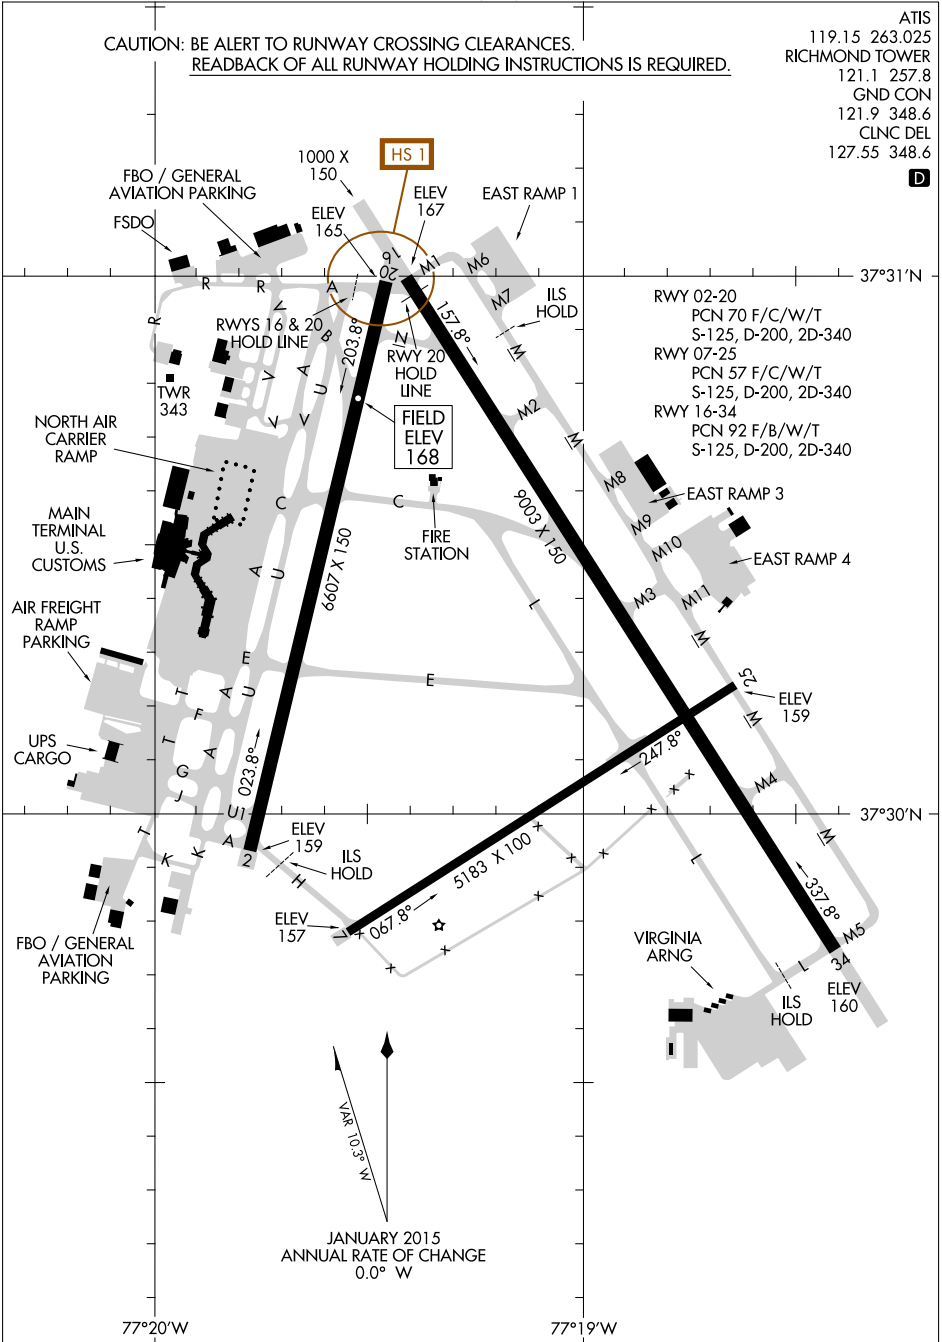 CAUTION: BE ALERT TO RUNWAY CROSSING CLEARANCES.
READBACK OF ALL RUNWAY HOLDING INSTRUCTIONS IS REQUIRED.
ATIS
119.15 263.025
RICHMOND TOWER
121.1 257.8
GND CON
121.9 348.6
CLNC DEL
127.55 348.6
D
HS 1
1000 X
150
FBO / GENERAL
AVIATION PARKING
FSDO
ELEV
165
ELEV
167
EAST RAMP 1
16
20
M1
M6
M7
A
R
R
R
V
B
37°31'N
RWYS 16 & 20
HOLD LINE
203.8°
157.8°
N
RWY 20
HOLD
LINE
ILS
HOLD
M
RWY 02-20
PCN 70 F/C/W/T
S-125, D-200, 2D-340
RWY 07-25
PCN 57 F/C/W/T
S-125, D-200, 2D-340
RWY 16-34
PCN 92 F/B/W/T
S-125, D-200, 2D-340
TWR
343
V
A
U
V
V
FIELD
ELEV
168
M2
M
NORTH AIR
CARRIER
RAMP
M8
EAST RAMP 3
C
C
9003 X 150
M9
MAIN
TERMINAL
U.S.
CUSTOMS
FIRE
STATION
M10
EAST RAMP 4
A
U
6607 X 150
L
M3
M11
AIR FREIGHT
RAMP
PARKING
M
E
E
25
T
A
U
ELEV
159
F
M
T
A
UPS
CARGO
G
023.8°
247.8°
J
M4
U1
37°30'N
T
K
K
A
2
ELEV
159
ILS
HOLD
M
5183 X 100
L
H
067.8°
337.8°
ELEV
157
7
FBO / GENERAL
AVIATION
PARKING
VIRGINIA
ARNG
M5
L
34
ILS
HOLD
ELEV
160
VAR 10.3° W
JANUARY 2015
ANNUAL RATE OF CHANGE
0.0° W
77°20'W
77°19'W